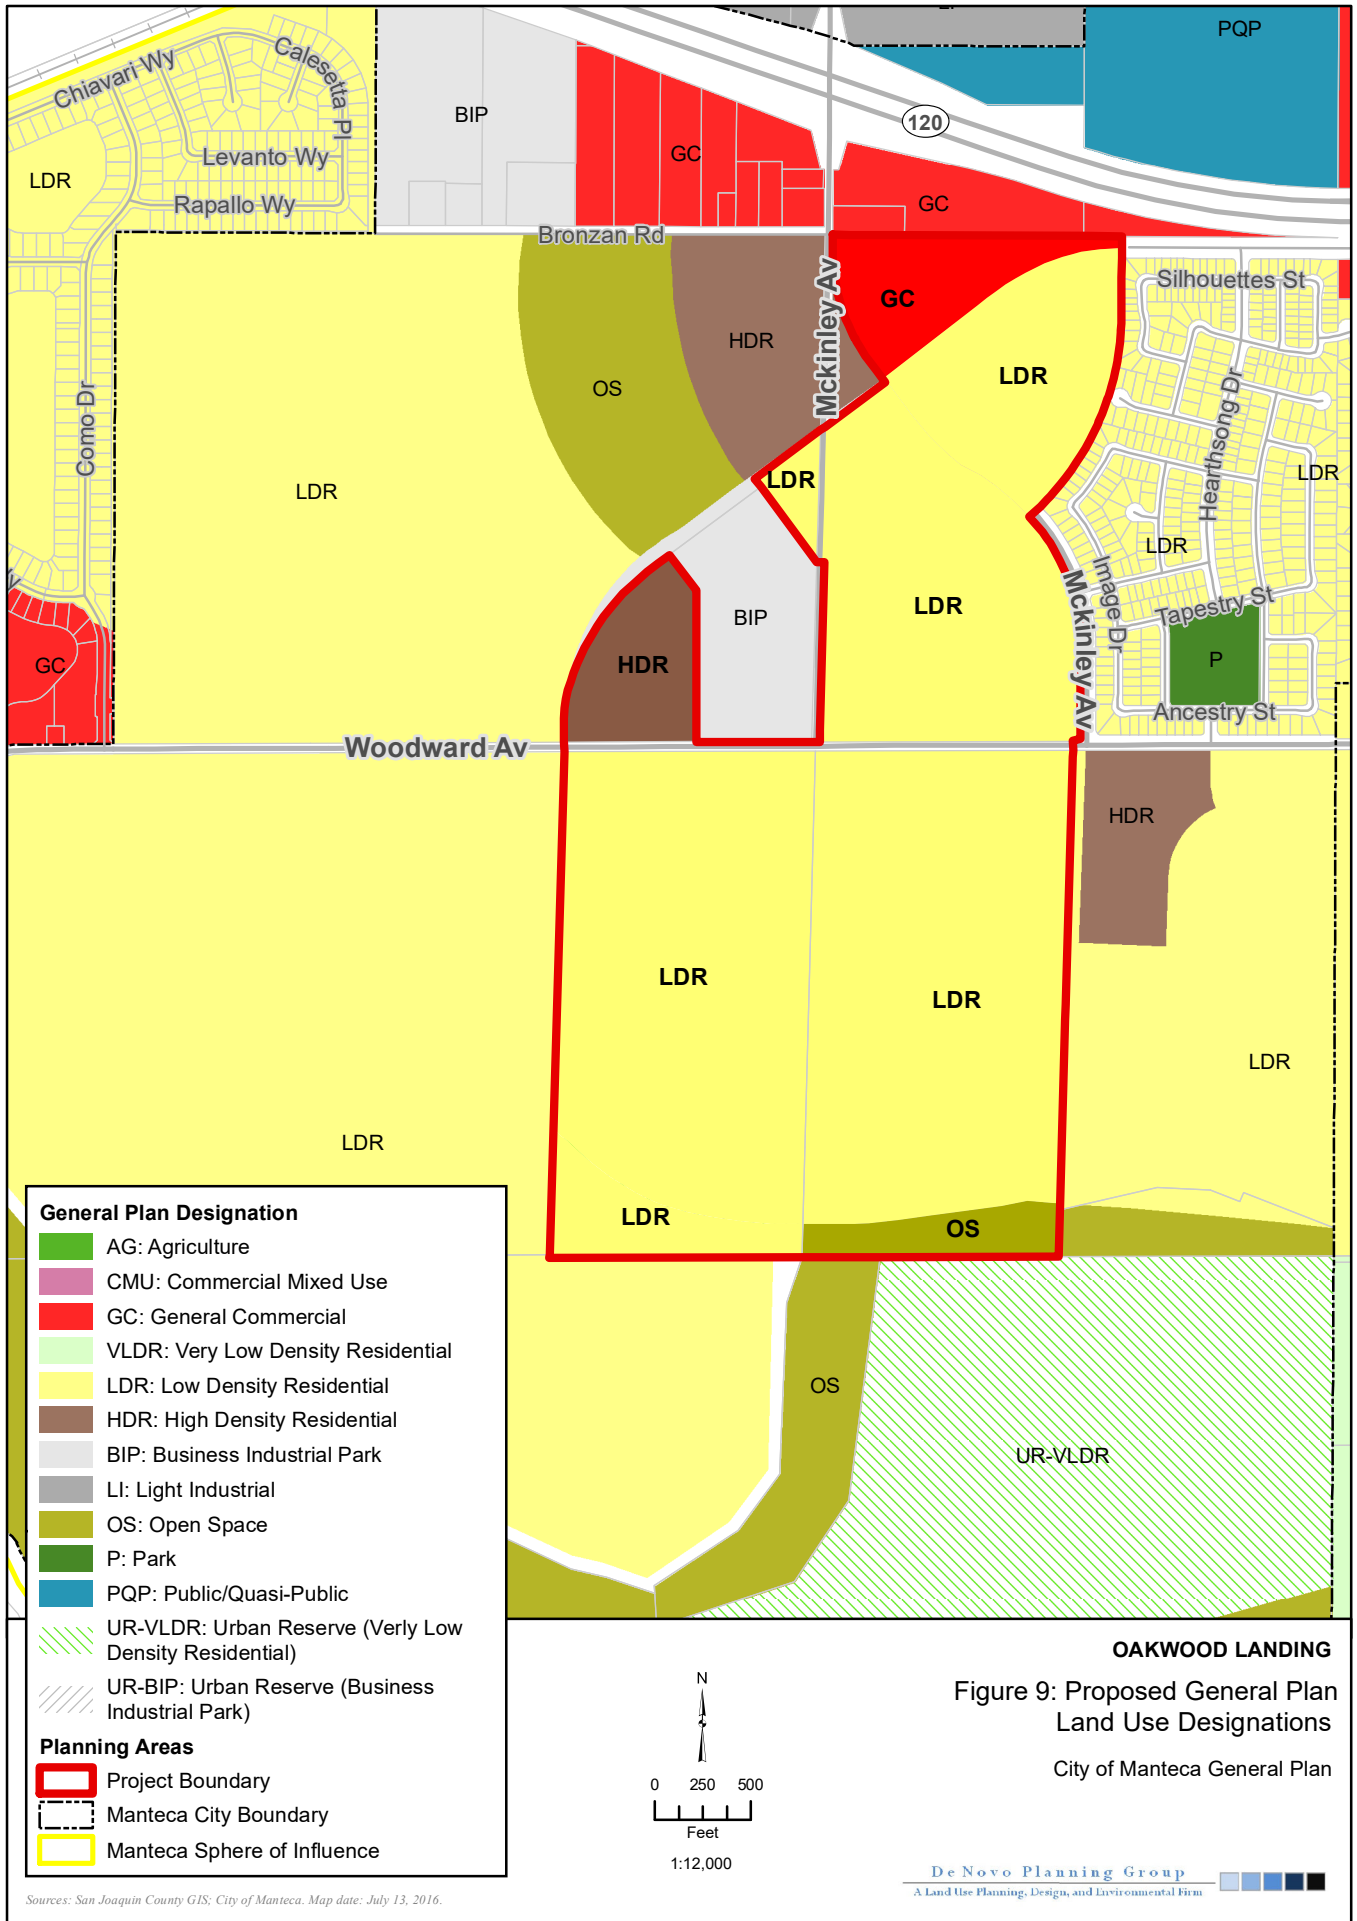 PQP
Calesetta Pl
Chiavari Wy
BIP
120
Levanto Wy
GC
LDR
Rapallo Wy
GC
Bronzan Rd
Silhouettes St
Mckinley Av
GC
HDR
LDR
OS
Hearthsong Dr
Como Dr
LDR
LDR
LDR
LDR
Image Dr
Mckinley Av
Tapestry St
LDR
BIP
HDR
GC
P
Ancestry St
Woodward Av
HDR
LDR
LDR
LDR
LDR
LDR
OS
OS
UR-VLDR
General Plan Designation
AG: Agriculture
CMU: Commercial Mixed Use
GC: General Commercial
VLDR: Very Low Density Residential
LDR: Low Density Residential
HDR: High Density Residential
BIP: Business Industrial Park
LI: Light Industrial
OS: Open Space
P: Park
PQP: Public/Quasi-Public
UR-VLDR: Urban Reserve (Verly Low
Density Residential)
UR-BIP: Urban Reserve (Business
Industrial Park)
Planning Areas
Project Boundary
Manteca City Boundary
Manteca Sphere of Influence
Sources: San Joaquin County GIS; City of Manteca. Map date: July 13, 2016.
N
0 250 500
Feet
1:12,000
OAKWOOD LANDING
Figure 9: Proposed General Plan
Land Use Designations
City of Manteca General Plan
De Novo Planning Group
A Land Use Planning, Design, and Environmental Firm